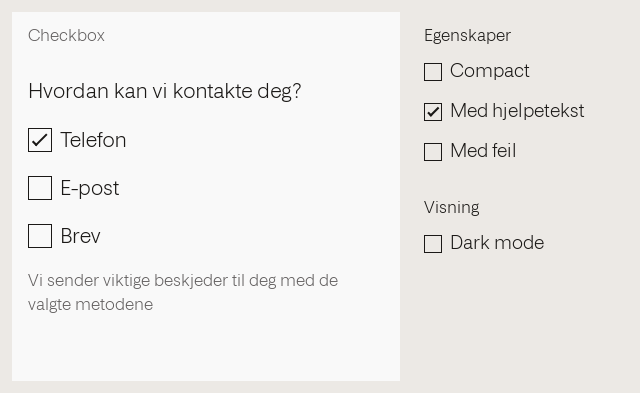 Checkbox
Hvordan kan vi kontakte deg?
Telefon
E-post
Brev
Vi sender viktige beskjeder til deg med de
valgte metodene
Egenskaper
Compact
Med hjelpetekst
Med feil
Visning
Dark mode